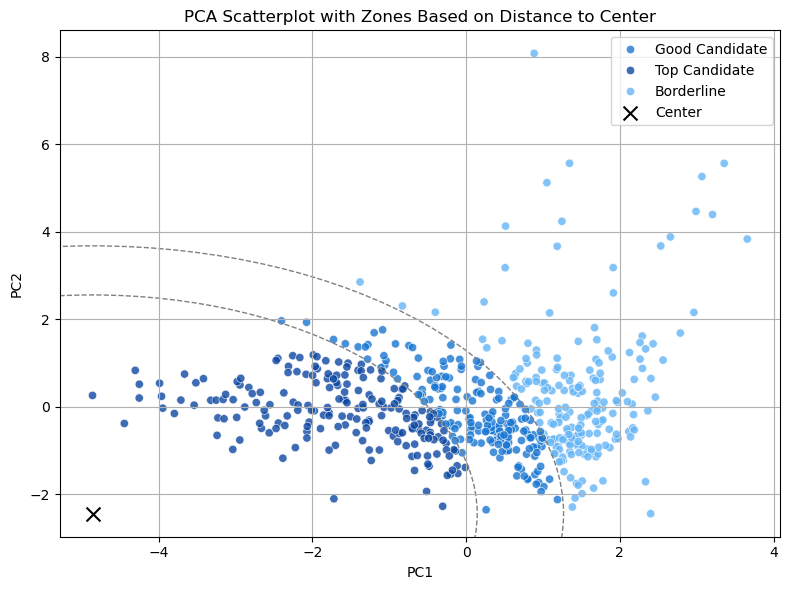 PCA Scatterplot with Zones Based on Distance to Center
Good Candidate
Top Candidate
Borderline
Center
8
6
4
2
0
−2
PC2
−4
−2
0
2
4
PC1